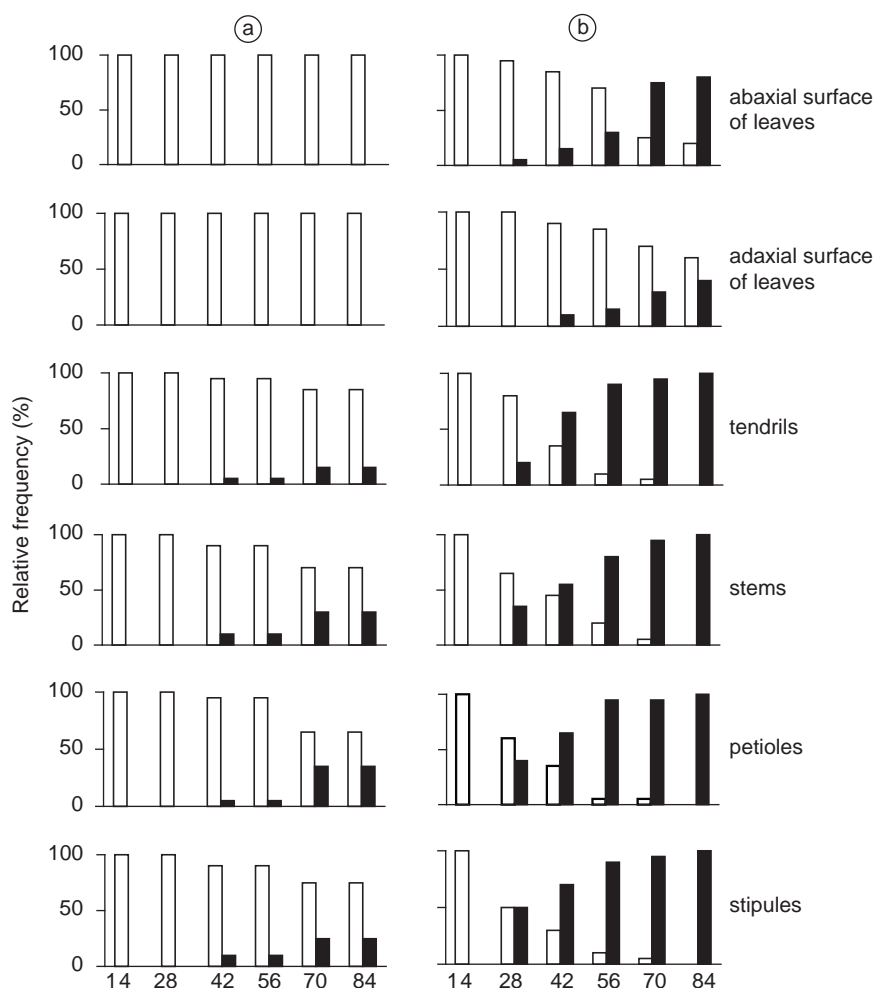 a b
100
50
0
abaxial surface
of leaves
100
50
0
adaxial surface
of leaves
100
50
0
tendrils
100
50
0
stems
100
50
0
petioles
100
50
0
stipules
Relative frequency (%)
14 28 42 56 70 84 14 28 42 56 70 84